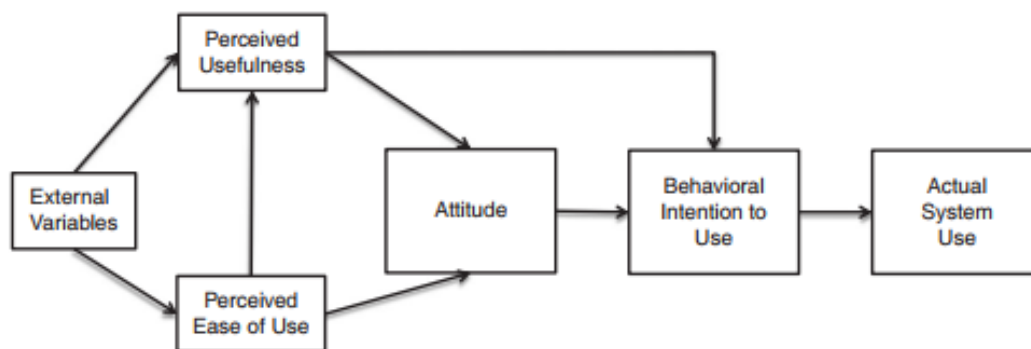 Perceived
Usefulness
External
Variables
Attitude
Behavioral
Intention to
Use
Actual
System
Use
Perceived
Ease of Use